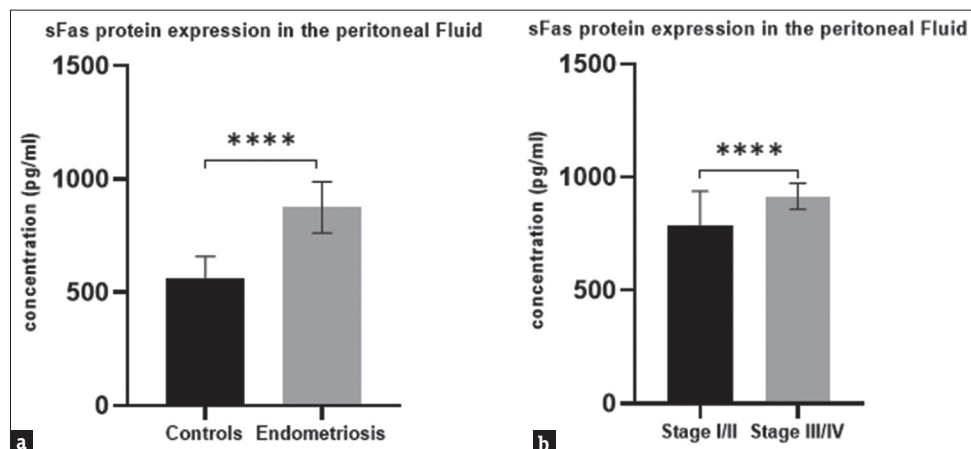 sFas protein expression in the peritoneal Fluid
1500
1000
500
0
concentration (pg/ml)
****
Controls Endometriosis
a
sFas protein expression in the peritoneal Fluid
1500
1000
500
0
concentration (pg/ml)
****
Stage I/II Stage III/IV
b